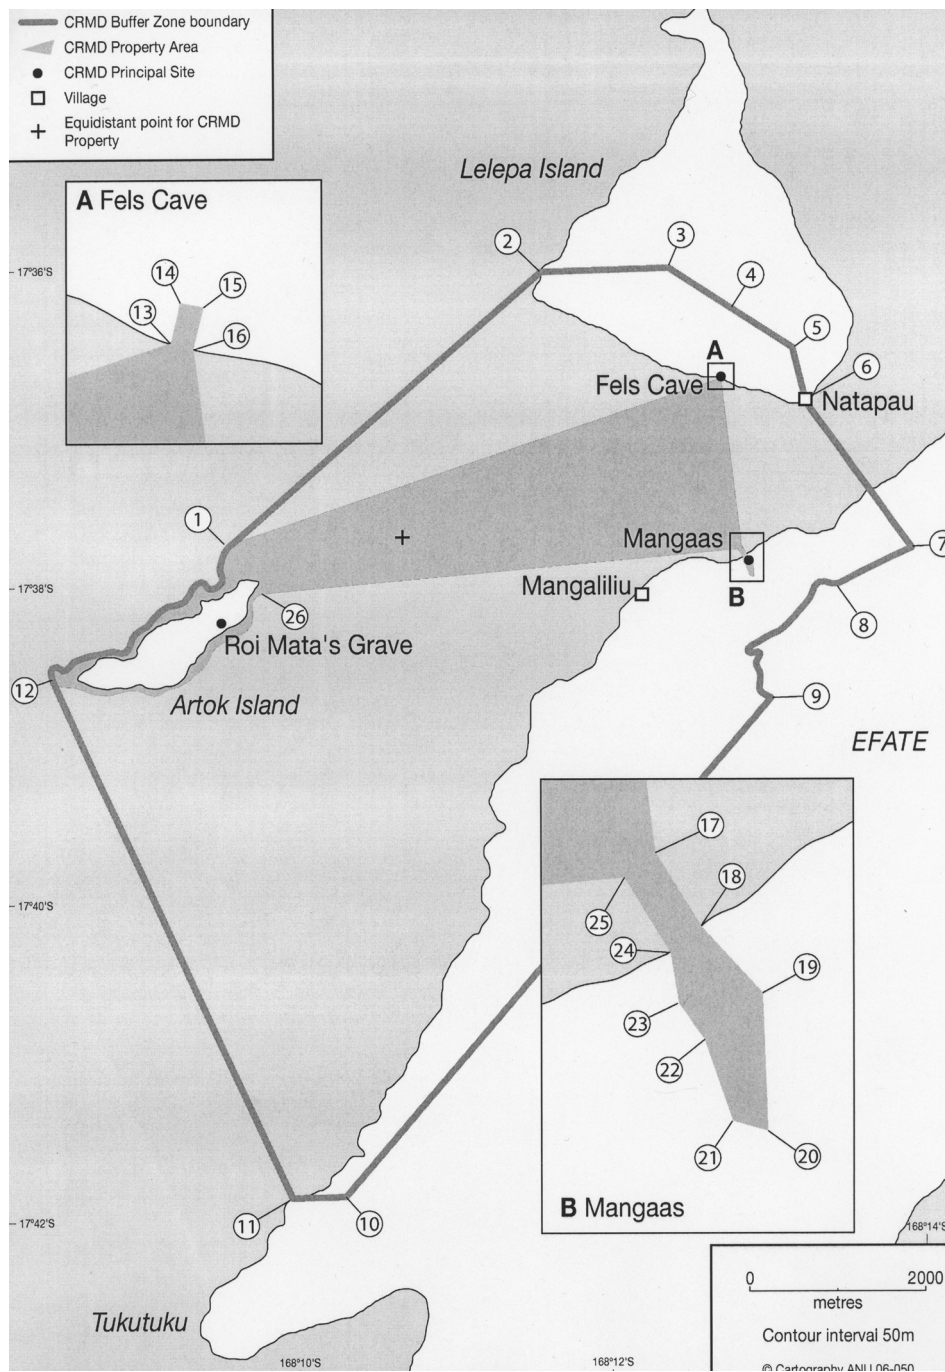 CRMD Buffer Zone boundary
CRMD Property Area
CRMD Principal Site
Village
Equidistant point for CRMD
Property
Lelepa Island
A Fels Cave
2
3
17°36'S
4
14
15
13
16
5
A
6
Fels Cave
Natapau
1
Mangaas
7
17°38'S
Mangaliliu
B
8
26
Roi Mata's Grave
12
9
Artok Island
EFATE
17
18
17°40'S
25
24
19
23
22
21
20
B Mangaas
11
10
17°42'S
168°14'S
0 2000
metres
Tukutuku
Contour interval 50m
168°10'S
168°12'S
© Cartography ANU 06-050